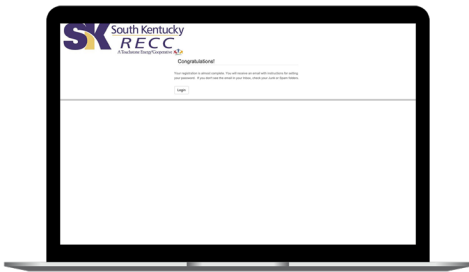 SK South Kentucky
RECC
A Touchstone Energy Cooperative
Congratulations!
Your registration is almost complete. You will receive an email with instructions for setting
your password. If you don't see the email in your inbox, check your Junk or Spam folders.
Login